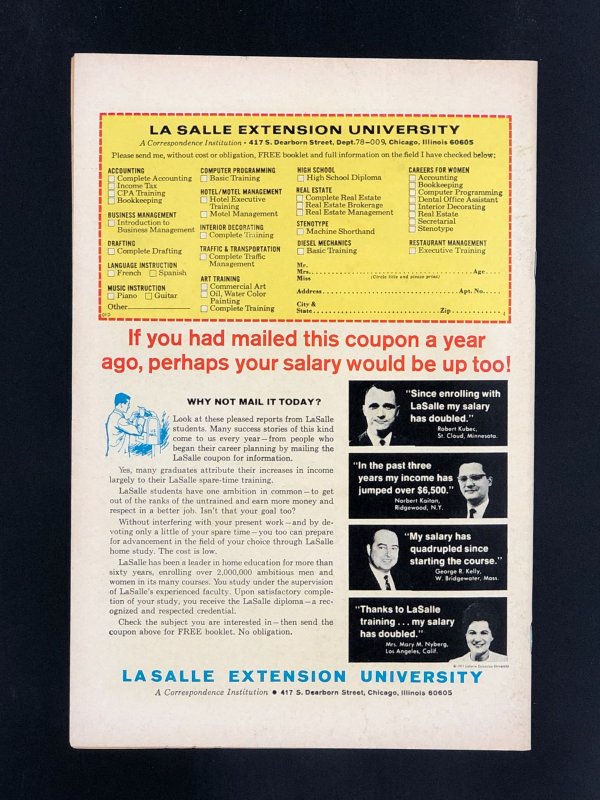 LA SALLE EXTENSION UNIVERSITY
A Correspondence Institution • 417 S. Dearborn Street, Dept. 78-009, Chicago, Illinois 60605
Please send me, without cost or obligation, FREE booklet and full information on the field I have checked below:
ACCOUNTING
Complete Accounting
Income Tax
CPA Training
Bookkeeping
BUSINESS MANAGEMENT
Introduction to
Business Management
DRAFTING
Complete Drafting
LANGUAGE INSTRUCTION
French Spanish
MUSIC INSTRUCTION
Piano Guitar
Other
COMPUTER PROGRAMMING
Basic Training
HOTEL/MOTEL MANAGEMENT
Hotel Executive
Training
Motel Management
INTERIOR DECORATING
Complete Training
TRAFFIC & TRANSPORTATION
Complete Traffic
Management
ART TRAINING
Commercial Art
Oil, Water Color
Painting
Complete Training
HIGH SCHOOL
High School Diploma
REAL ESTATE
Complete Real Estate
Real Estate Brokerage
Real Estate Management
STENOTYPE
Machine Shorthand
DIESEL MECHANICS
Basic Training
CAREERS FOR WOMEN
Accounting
Bookkeeping
Computer Programming
Dental Office Assistant
Interior Decorating
Real Estate
Secretarial
Stenotype
RESTAURANT MANAGEMENT
Executive Training
Mr.
Mrs. Age
Miss (Circle title and please print)
Address Apt. No.
City &
State Zip
If you had mailed this coupon a year
ago, perhaps your salary would be up too!
WHY NOT MAIL IT TODAY?
Look at these pleased reports from LaSalle
students. Many success stories of this kind
come to us every year—from people who
began their career planning by mailing the
LaSalle coupon for information.
Yes, many graduates attribute their increases in income
largely to their LaSalle spare-time training.
LaSalle students have one ambition in common—to get
out of the ranks of the untrained and earn more money and
respect in a better job. Isn't that your goal too?
Without interfering with your present work—and by de-
voting only a little of your spare time—you too can prepare
for advancement in the field of your choice through LaSalle
home study. The cost is low.
LaSalle has been a leader in home education for more than
sixty years, enrolling over 2,000,000 ambitious men and
women in its many courses. You study under the supervision
of LaSalle's experienced faculty. Upon satisfactory comple-
tion of your study, you receive the LaSalle diploma—a rec-
ognized and respected credential.
Check the subject you are interested in—then send the
coupon above for FREE booklet. No obligation.
"Since enrolling with
LaSalle my salary
has doubled."
Robert Kubec,
St. Cloud, Minnesota.
"In the past three
years my income has
jumped over $6,500."
Norbert Kaitan,
Ridgewood, N.Y.
"My salary has
quadrupled since
starting the course."
George R. Kelly,
W. Bridgewater, Mass.
"Thanks to LaSalle
training . . . my salary
has doubled."
Mrs. Mary M. Nyberg,
Los Angeles, Calif.
LASALLE EXTENSION UNIVERSITY
A Correspondence Institution • 417 S. Dearborn Street, Chicago, Illinois 60605